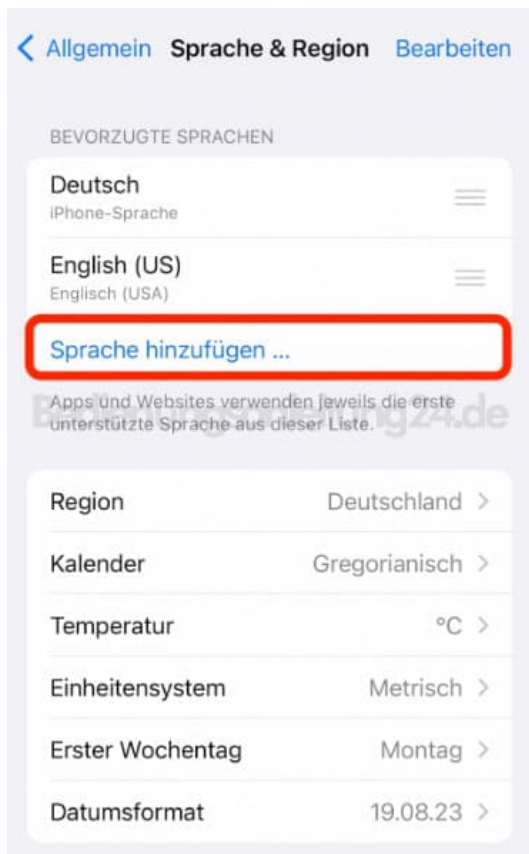 Allgemein Sprache & Region Bearbeiten
BEVORZUGTE SPRACHEN
Deutsch
iPhone-Sprache
English (US)
Englisch (USA)
Sprache hinzufügen ...
Apps und Websites verwenden jeweils die erste
unterstützte Sprache aus dieser Liste.
Bedienungsanleitung24.de
Region Deutschland
Kalender Gregorianisch
Temperatur °C
Einheitensystem Metrisch
Erster Wochentag Montag
Datumsformat 19.08.23